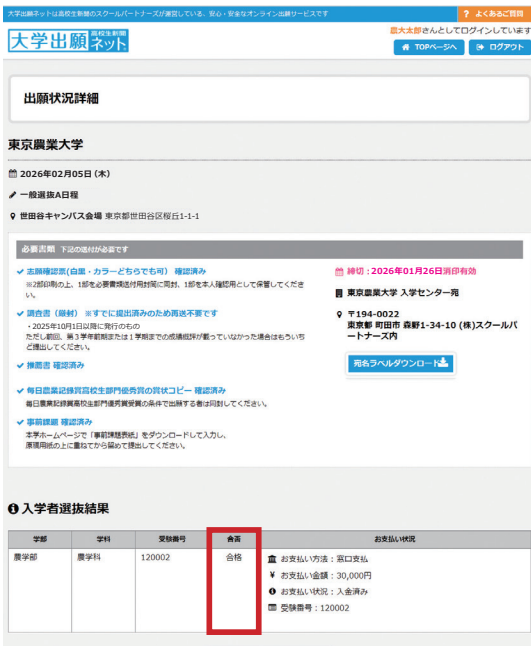 大学出願ネットは高校生新聞のスクールパートナーズが運営している、安心・安全なオンライン出願サービスです
? よくあるご質問
大学出願ネット 高校生新聞
農大太郎さんとしてログインしています
TOPページへ
ログアウト
出願状況詳細
東京農業大学
2026年02月05日 (木)
一般選抜A日程
世田谷キャンパス会場 東京都世田谷区桜丘1-1-1
必要書類 下記の送付が必要です
志願確認票(白黒・カラーどちらでも可) 確認済み
※2部印刷の上、1部を必要書類送付用封筒に同封、1部を本人確認用として保管してくださ
い。
調査書 (厳封) ※すでに提出済みのため再送不要です
・2025年10月1日以降に発行のもの
ただし前回、第3学年前期または1学期までの成績評評が載っていなかった場合はもういち
ど提出してください。
推薦書 確認済み
毎日農業記録賞高校生部門優秀賞の賞状コピー 確認済み
毎日農業記録賞高校生部門優秀賞受賞の条件で出願する者は同封してください。
事前課題 確認済み
本学ホームページで「事前課題表紙」をダウンロードして入力し、
原稿用紙の上に重ねてから留めて提出してください。
締切:2026年01月26日消印有効
東京農業大学 入学センター宛
〒194-0022
東京都 町田市 森野1-34-10 (株)スクールパ
ートナーズ内
宛名ラベルダウンロード
入学者選抜結果
学部 学科 受験番号 合否 お支払い状況
農学部 農学科 120002 合格 お支払い方法:窓口支払
¥ お支払い金額:30,000円
お支払い状況:入金済み
受験番号:120002